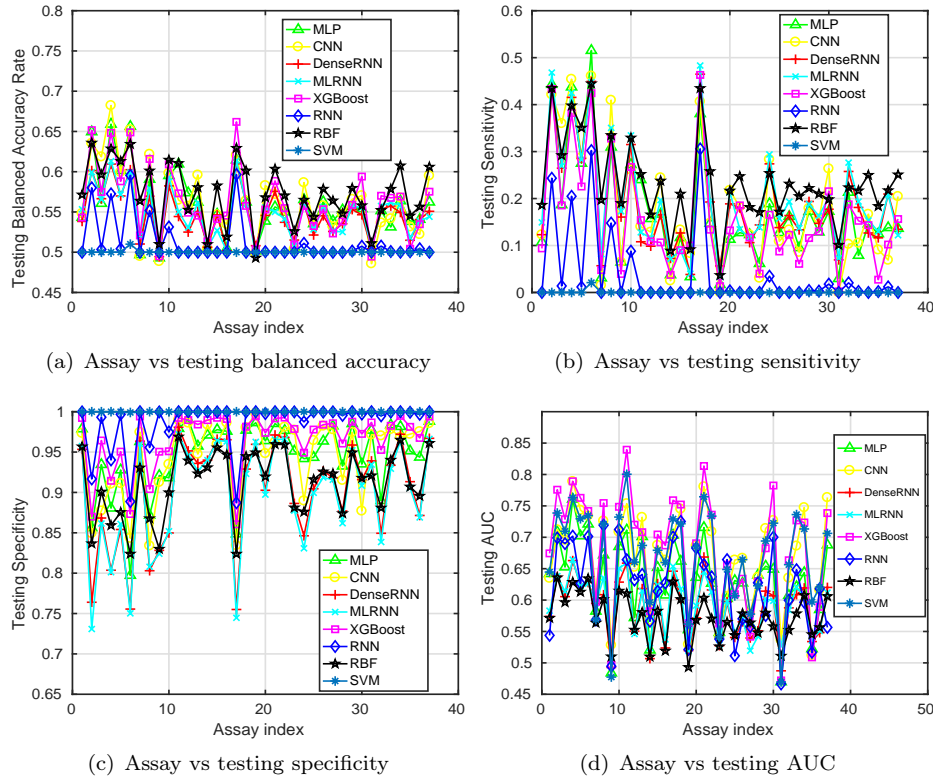 0.8
0.75
0.7
0.65
0.6
0.55
0.5
0.45
0 10 20 30 40
Testing Balanced Accuracy Rate
Assay index
MLP
CNN
DenseRNN
MLRNN
XGBoost
RNN
RBF
SVM
(a) Assay vs testing balanced accuracy
0.6
0.5
0.4
0.3
0.2
0.1
0
0 10 20 30 40
Testing Sensitivity
Assay index
MLP
CNN
DenseRNN
MLRNN
XGBoost
RNN
RBF
SVM
(b) Assay vs testing sensitivity
1
0.95
0.9
0.85
0.8
0.75
0.7
0.65
0 10 20 30 40
Testing Specificity
Assay index
MLP
CNN
DenseRNN
MLRNN
XGBoost
RNN
RBF
SVM
(c) Assay vs testing specificity
0.85
0.8
0.75
0.7
0.65
0.6
0.55
0.5
0.45
0 10 20 30 40 50
Testing AUC
Assay index
MLP
CNN
DenseRNN
MLRNN
XGBoost
RNN
RBF
SVM
(d) Assay vs testing AUC